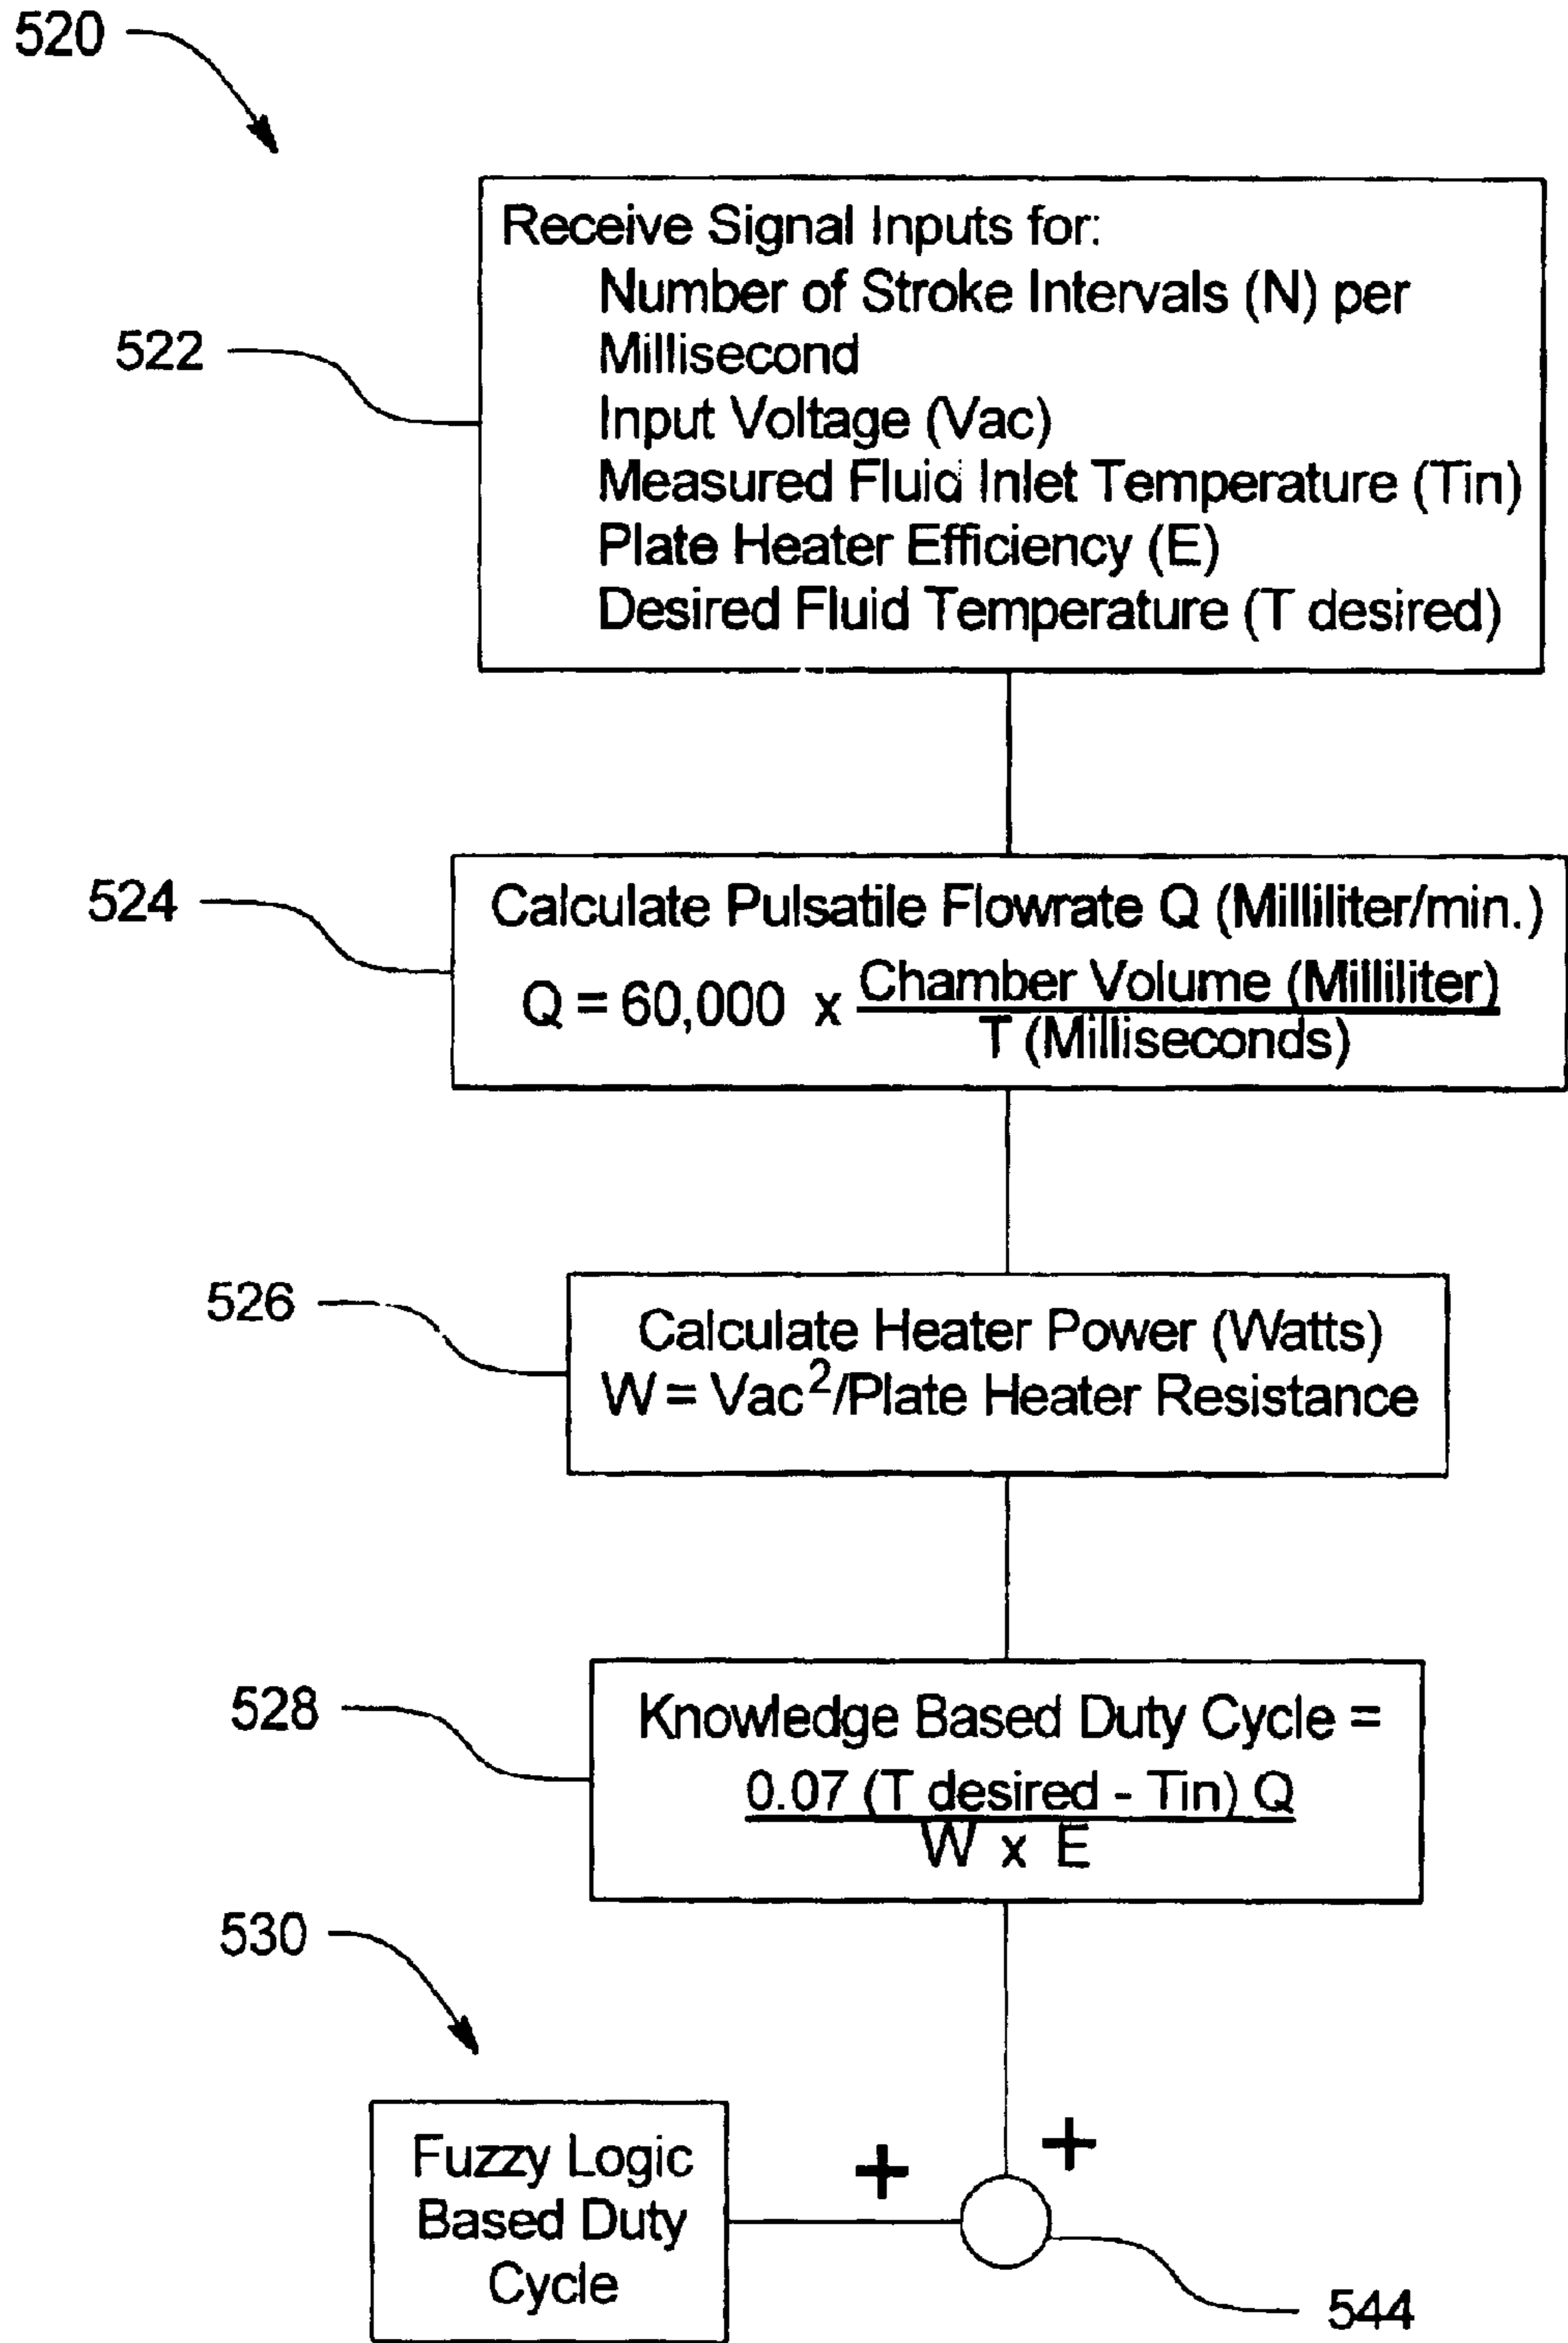 520
Receive Signal Inputs for:
Number of Stroke Intervals (N) per
Millisecond
522
Input Voltage (Vac)
Measured Fluid Inlet Temperature (Tin)
Plate Heater Efficiency (E)
Desired Fluid Temperature (T desired)
524
Calculate Pulsatile Flowrate Q (Milliliter/min.)
Q = 60,000 x Chamber Volume (Milliliter)
T (Milliseconds)
526
Calculate Heater Power (Watts)
W = Vac²/Plate Heater Resistance
528
Knowledge Based Duty Cycle =
0.07 (T desired - Tin) Q
W x E
530
Fuzzy Logic
Based Duty
Cycle
+
+
544